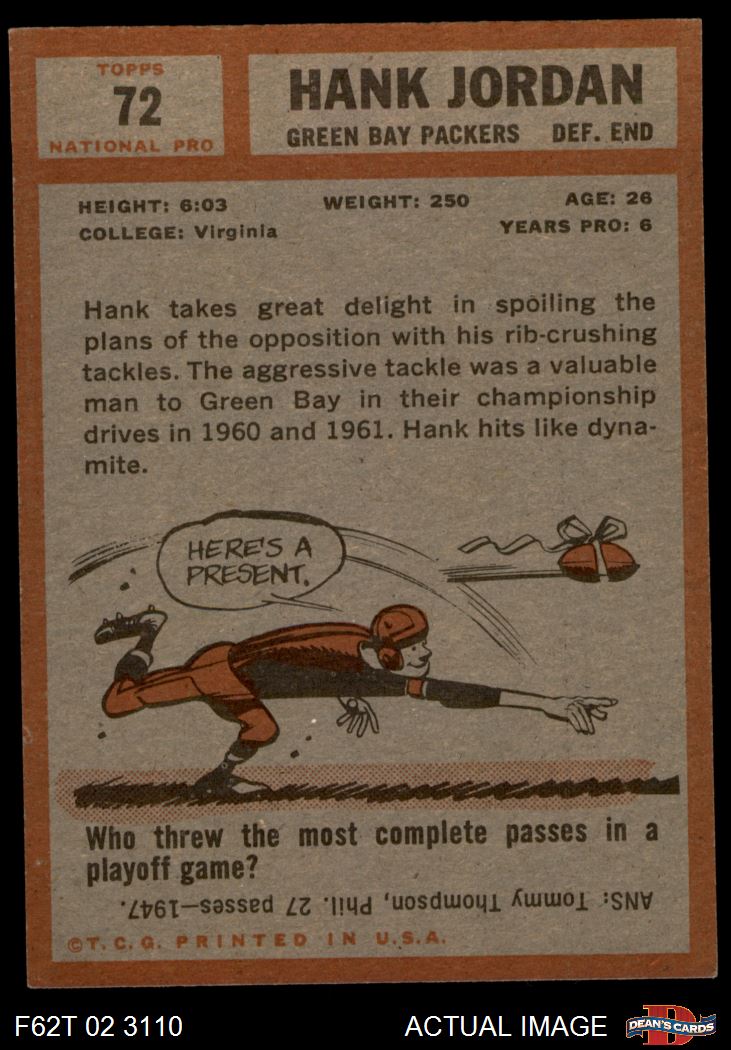 TOPPS
72
NATIONAL PRO
HANK JORDAN
GREEN BAY PACKERS DEF. END
HEIGHT: 6:03 WEIGHT: 250 AGE: 26
COLLEGE: Virginia YEARS PRO: 6
Hank takes great delight in spoiling the
plans of the opposition with his rib-crushing
tackles. The aggressive tackle was a valuable
man to Green Bay in their championship
drives in 1960 and 1961. Hank hits like dyna-
mite.
HERE'S A
PRESENT.
Who threw the most complete passes in a
playoff game?
ANS: Tommy Thompson, Phil. 27 passes—1947.
©T.C.G. PRINTED IN U.S.A.
F62T 02 3110 ACTUAL IMAGE
D
DEAN'S CARDS